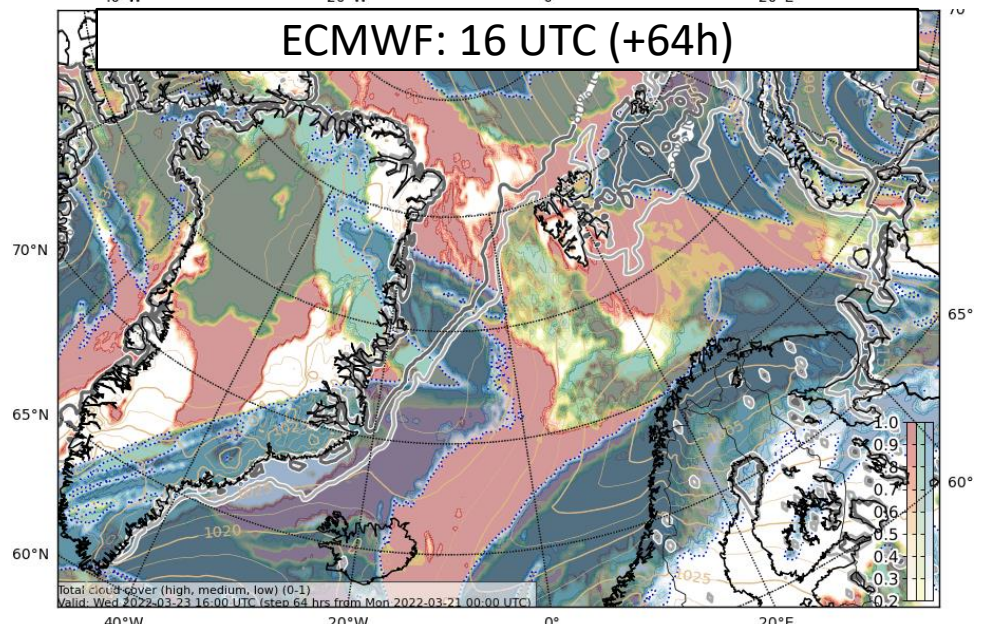 ECMWF: 16 UTC (+64h)
70°N
65°N
60°N
65°
60°
1025
1020
1025
1.0
0.9
0.8
0.7
0.6
0.5
0.4
0.3
0.2
Total cloud cover (high, medium, low) (0-1)
Valid: Wed 2022-03-23 16:00 UTC (step 64 hrs from Mon 2022-03-21 00:00 UTC)
40°W
20°W
0°
20°E